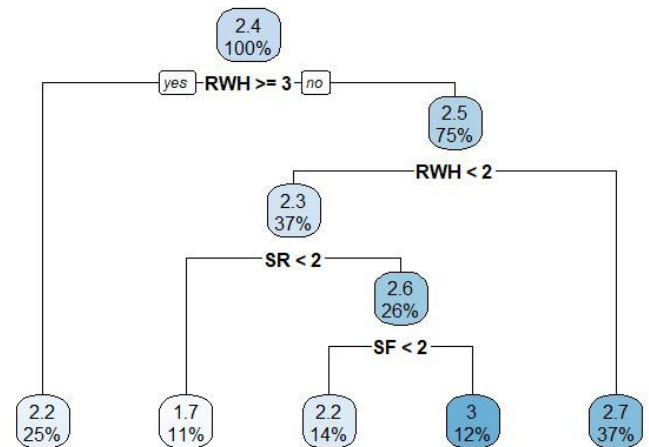 2.4
100%
yes RWH >= 3 no
2.5
75%
RWH < 2
2.3
37%
SR < 2
2.6
26%
SF < 2
2.2 1.7 2.2 3 2.7
25% 11% 14% 12% 37%